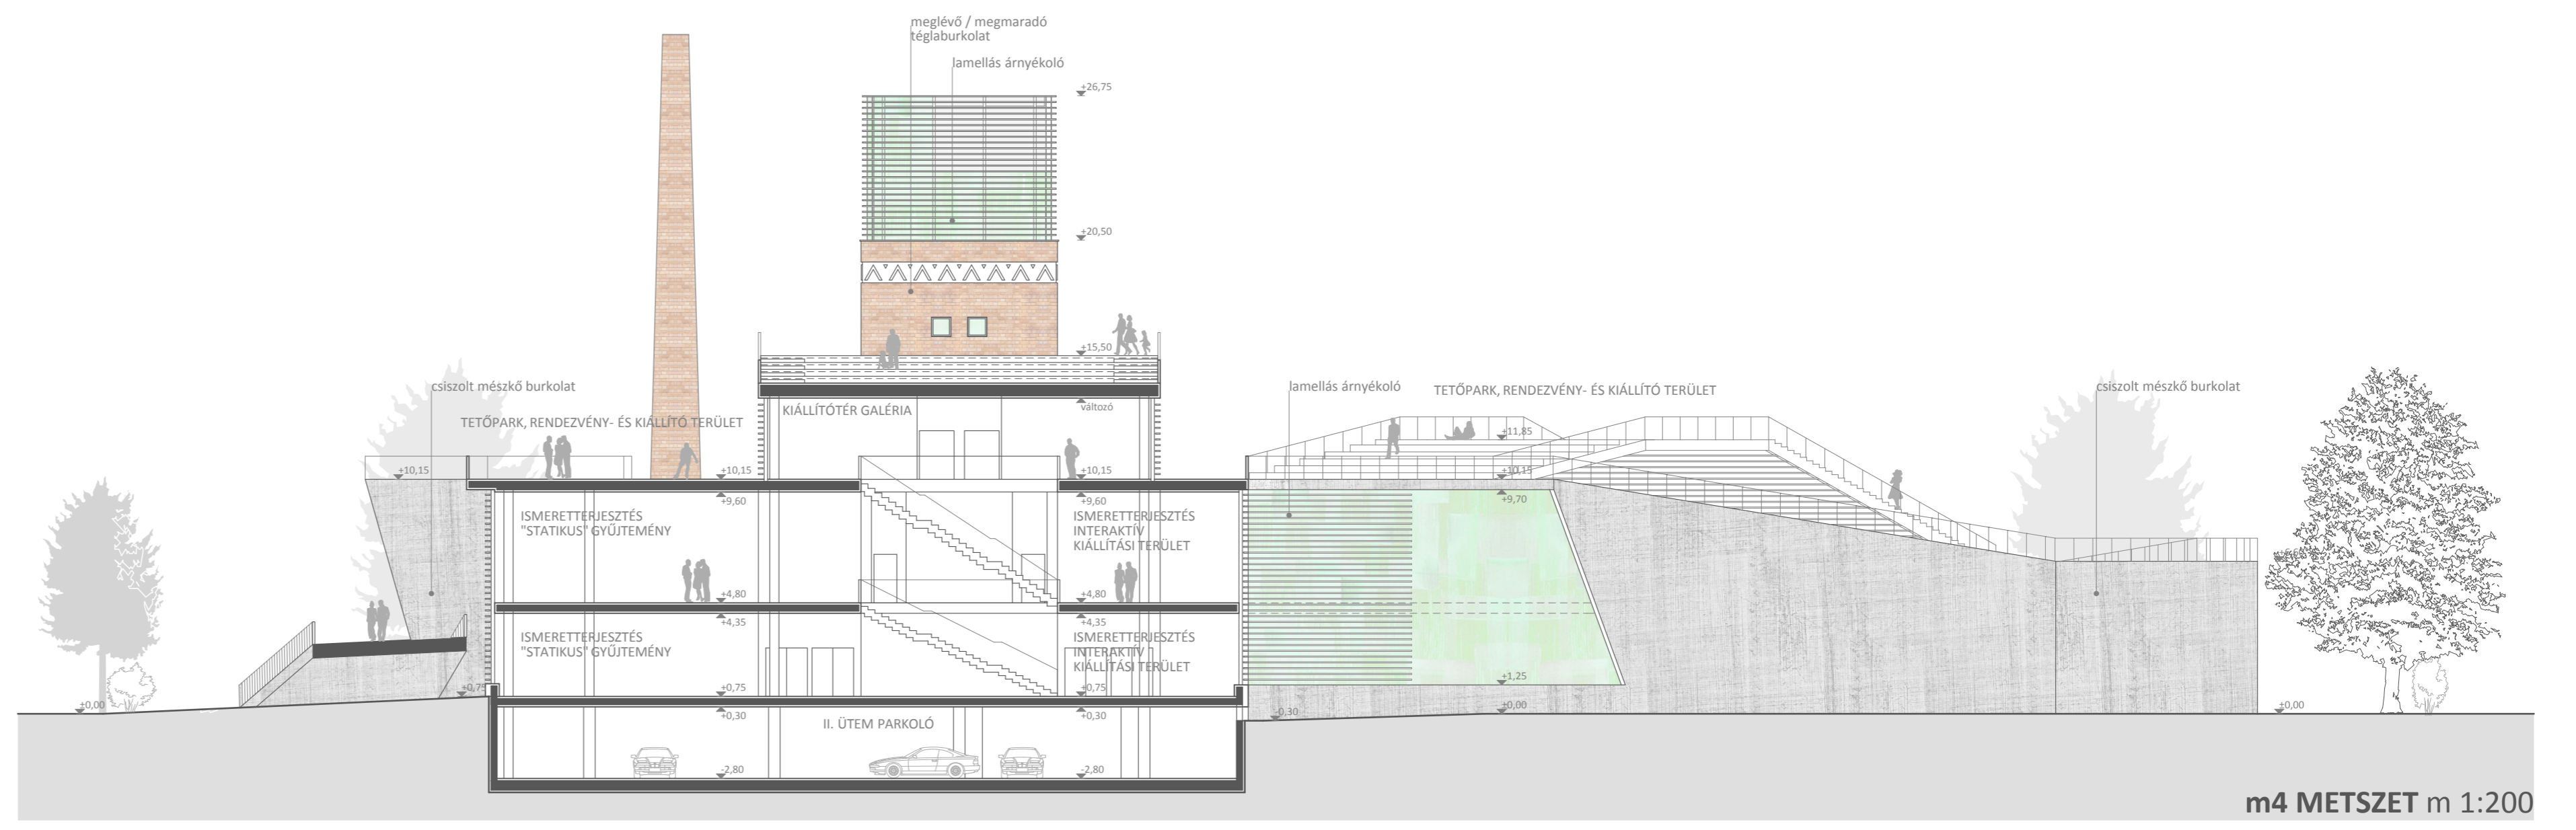 meglévő / megmaradó
téglaburkolat
lamellás árnyékoló
+26,75
+20,50
+15,50
csiszolt mészkő burkolat
lamellás árnyékoló
TETŐPARK, RENDEZVÉNY- ÉS KIÁLLÍTÓ TERÜLET
csiszolt mészkő burkolat
KIÁLLÍTÓTÉR GALÉRIA
változó
TETŐPARK, RENDEZVÉNY- ÉS KIÁLLÍTÓ TERÜLET
+11,85
+10,15
+10,15
+10,15
+10,15
+9,60
+9,60
+9,70
ISMERETTERJESZTÉS
"STATIKUS" GYŰJTEMÉNY
ISMERETTERJESZTÉS
INTERAKTÍV
KIÁLLÍTÁSI TERÜLET
+4,80
+4,80
+4,35
+4,35
ISMERETTERJESZTÉS
"STATIKUS" GYŰJTEMÉNY
ISMERETTERJESZTÉS
INTERAKTÍV
KIÁLLÍTÁSI TERÜLET
+1,25
+0,75
+0,75
+0,75
±0,00
±0,00
±0,00
-0,30
+0,30
+0,30
II. ÜTEM PARKOLÓ
-2,80
-2,80
m4 METSZET m 1:200